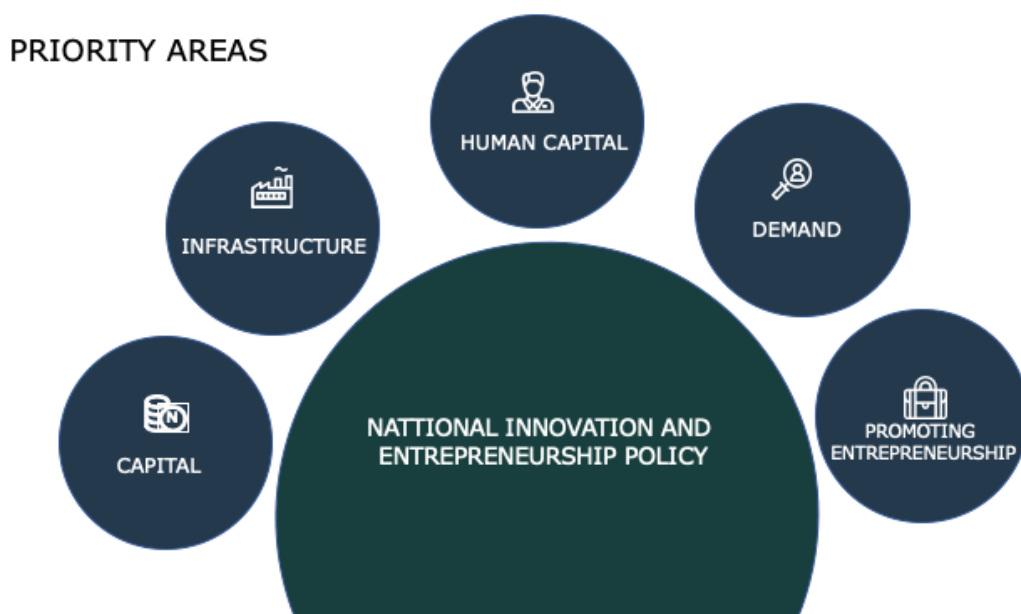 PRIORITY AREAS
HUMAN CAPITAL
INFRASTRUCTURE
DEMAND
CAPITAL
N
NATTIONAL INNOVATION AND
ENTREPRENEURSHIP POLICY
PROMOTING
ENTREPRENEURSHIP